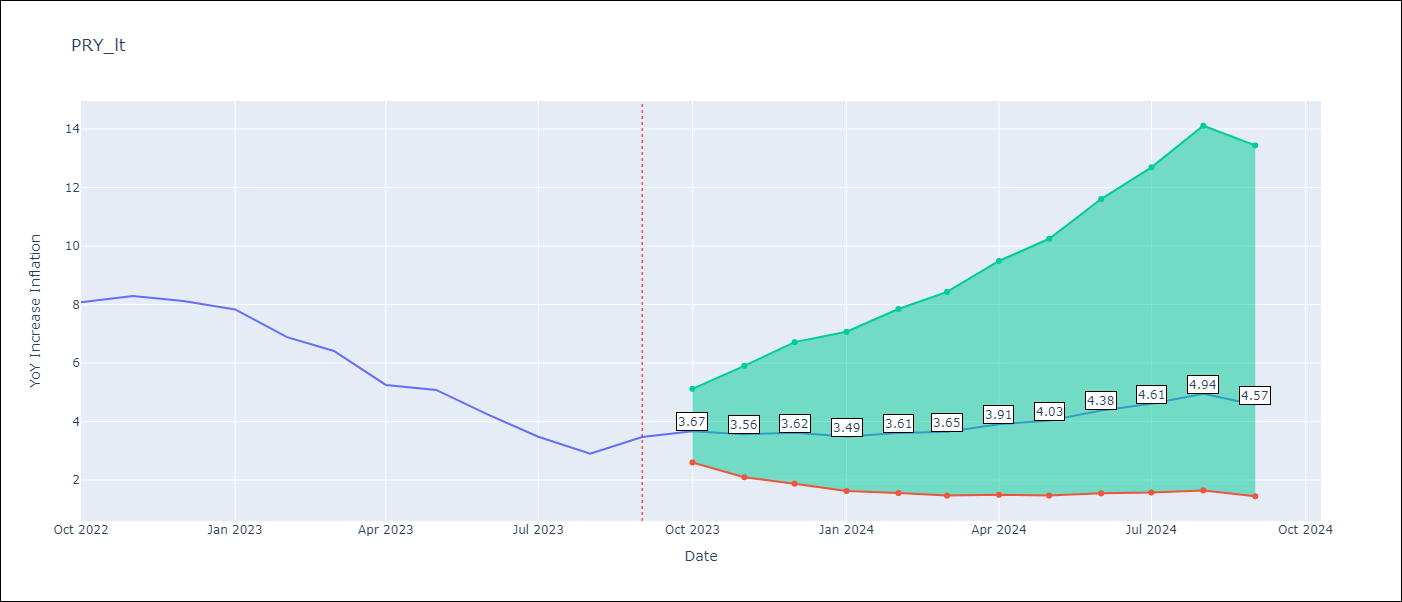 PRY_lt
YoY Increase Inflation
14
12
10
8
6
4
2
3.67
3.56
3.62
3.49
3.61
3.65
3.91
4.03
4.38
4.61
4.94
4.57
Oct 2022
Jan 2023
Apr 2023
Jul 2023
Oct 2023
Jan 2024
Apr 2024
Jul 2024
Oct 2024
Date